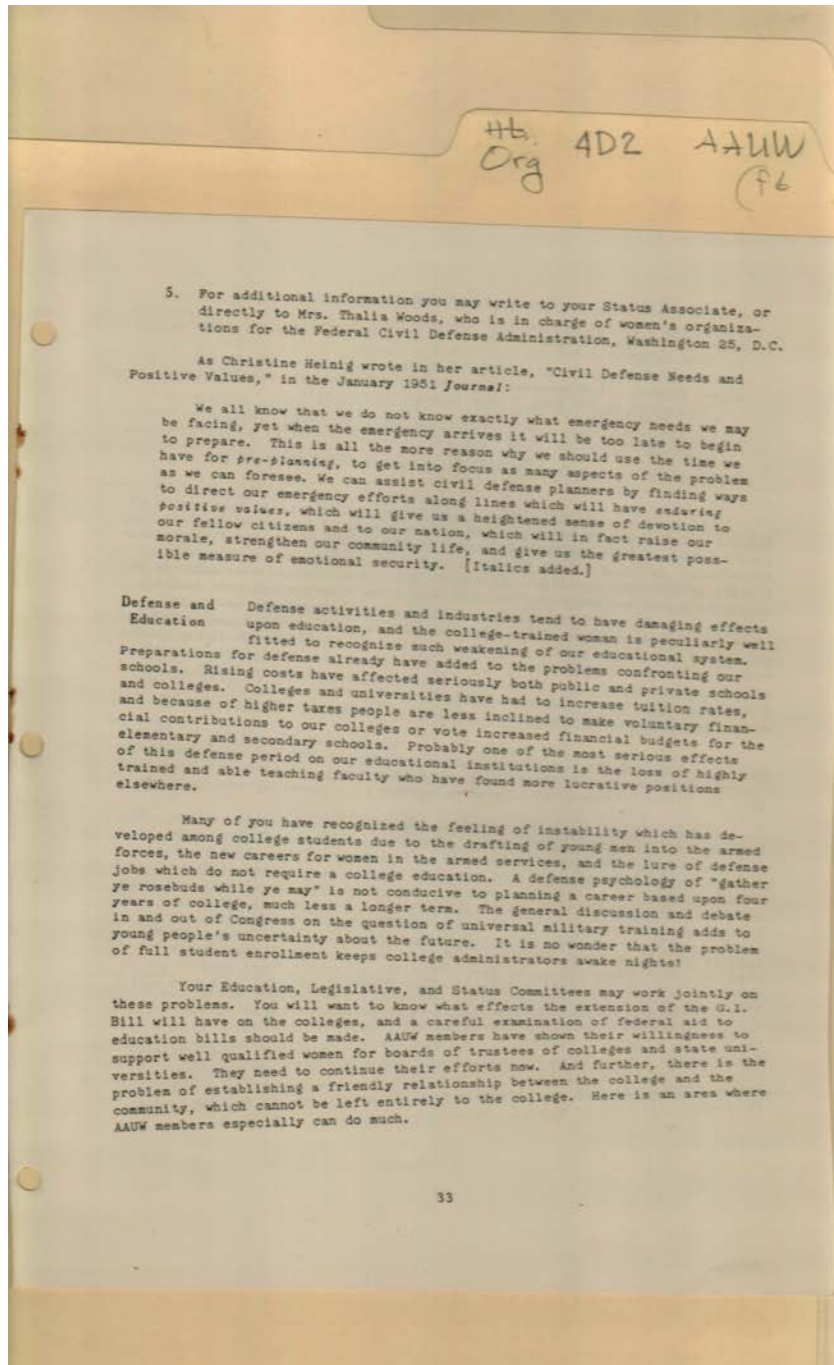 Org 4D2 AAUW
5. For additional information you may write to your Status Associate, or
directly to Mrs. Thalia Woods, who is in charge of women's organiza-
tions for the Federal Civil Defense Administration, Washington 25, D.C.
As Christine Heinig wrote in her article, "Civil Defense Needs and
Positive Values," in the January 1951 Journal:
We all know that we do not know exactly what emergency needs we may
be facing, yet when the emergency arrives it will be too late to begin
to prepare. This is all the more reason why we should use the time we
have for pre-planning, to get into focus as many aspects of the problem
as we can foresee. We can assist civil defense planners by finding ways
to direct our emergency efforts along lines which will have enduring
positive values, which will give us a heightened sense of devotion to
our fellow citizens and to our nation, which will in fact raise our
morale, strengthen our community life, and give us the greatest poss-
ible measure of emotional security. [Italics added.]
Defense and Defense activities and industries tend to have damaging effects
Education upon education, and the college-trained woman is peculiarly well
fitted to recognize such weakening of our educational system.
Preparations for defense already have added to the problems confronting our
schools. Rising costs have affected seriously both public and private schools
and colleges. Colleges and universities have had to increase tuition rates,
and because of higher taxes people are less inclined to make voluntary finan-
cial contributions to our colleges or vote increased financial budgets for the
elementary and secondary schools. Probably one of the most serious effects
of this defense period on our educational institutions is the loss of highly
trained and able teaching faculty who have found more lucrative positions
elsewhere.
Many of you have recognized the feeling of instability which has de-
veloped among college students due to the drafting of young men into the armed
forces, the new careers for women in the armed services, and the lure of defense
jobs which do not require a college education. A defense psychology of "gather
ye rosebuds while ye may" is not conducive to planning a career based upon four
years of college, much less a longer term. The general discussion and debate
in and out of Congress on the question of universal military training adds to
young people's uncertainty about the future. It is no wonder that the problem
of full student enrollment keeps college administrators awake nights!
Your Education, Legislative, and Status Committees may work jointly on
these problems. You will want to know what effects the extension of the G.I.
Bill will have on the colleges, and a careful examination of federal aid to
education bills should be made. AAUW members have shown their willingness to
support well qualified women for boards of trustees of colleges and state uni-
versities. They need to continue their efforts now. And further, there is the
problem of establishing a friendly relationship between the college and the
community, which cannot be left entirely to the college. Here is an area where
AAUW members especially can do much.
33